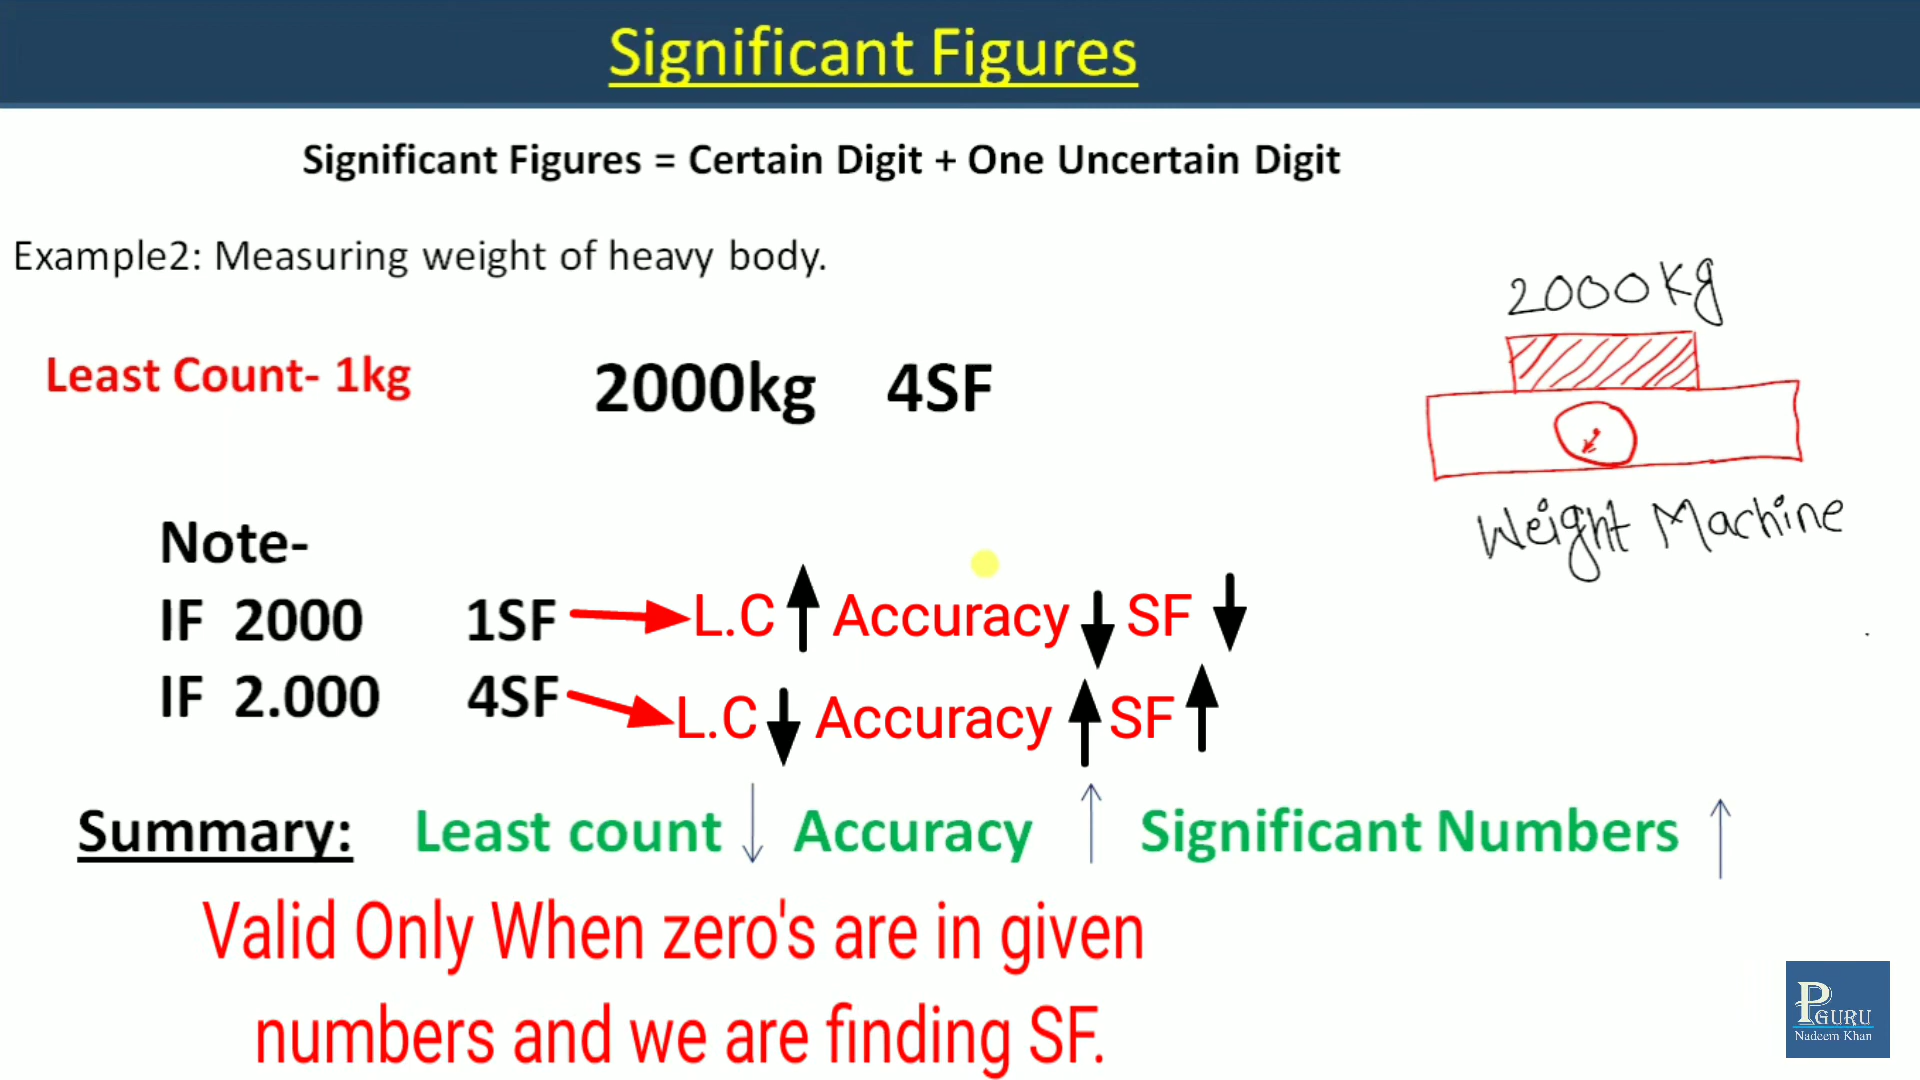 Significant Figures
Significant Figures = Certain Digit + One Uncertain Digit
Example2: Measuring weight of heavy body.
2000kg
Least Count- 1kg
2000kg 4SF
Weight Machine
Note-
IF 2000 1SF L.C Accuracy SF
IF 2.000 4SF L.C Accuracy SF
Summary: Least count Accuracy Significant Numbers
Valid Only When zero's are in given
numbers and we are finding SF.
P GURU
Nadeem Khan